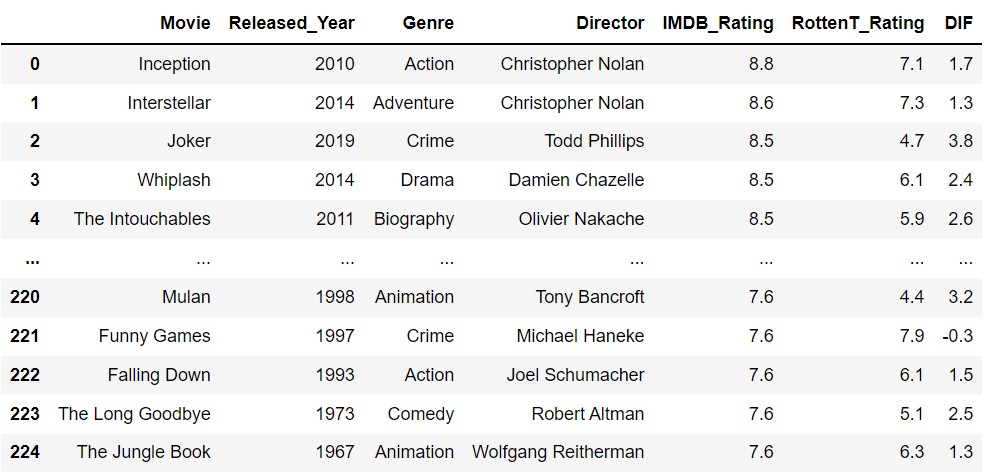 Movie Released_Year Genre Director IMDB_Rating RottenT_Rating DIF
0 Inception 2010 Action Christopher Nolan 8.8 7.1 1.7
1 Interstellar 2014 Adventure Christopher Nolan 8.6 7.3 1.3
2 Joker 2019 Crime Todd Phillips 8.5 4.7 3.8
3 Whiplash 2014 Drama Damien Chazelle 8.5 6.1 2.4
4 The Intouchables 2011 Biography Olivier Nakache 8.5 5.9 2.6
... ... ... ... ... ... ... ...
220 Mulan 1998 Animation Tony Bancroft 7.6 4.4 3.2
221 Funny Games 1997 Crime Michael Haneke 7.6 7.9 -0.3
222 Falling Down 1993 Action Joel Schumacher 7.6 6.1 1.5
223 The Long Goodbye 1973 Comedy Robert Altman 7.6 5.1 2.5
224 The Jungle Book 1967 Animation Wolfgang Reitherman 7.6 6.3 1.3